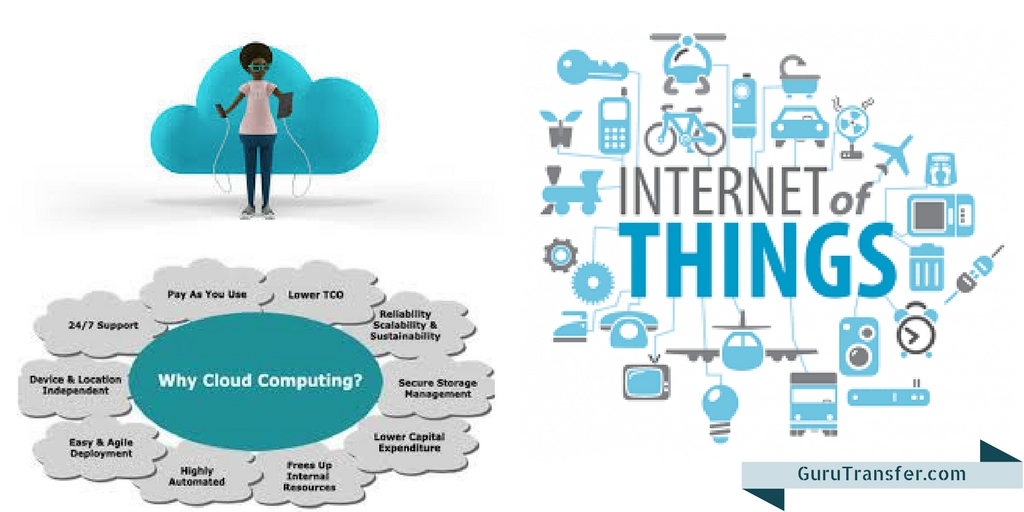 INTERNET of
THINGS
Why Cloud Computing?
Pay As You Use
Lower TCO
Reliability
Scalability &
Sustainability
Secure Storage
Management
Lower Capital
Expenditure
Frees Up
Internal
Resources
Highly
Automated
Easy & Agile
Deployment
Device & Location
Independent
24/7 Support
GuruTransfer.com